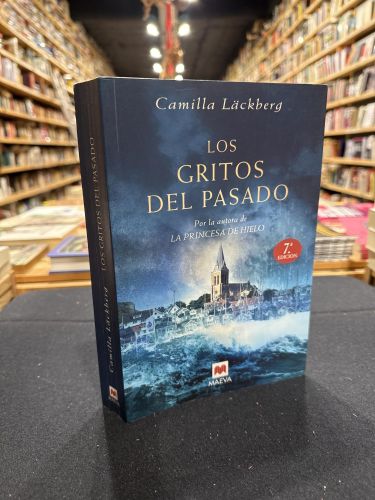 Camilla Läckberg
LOS
GRITOS
DEL PASADO
Por la autora de
LA PRINCESA DE HIELO
7.ª
EDICIÓN
MAEVA
LOS GRITOS DEL PASADO
Camilla Läckberg